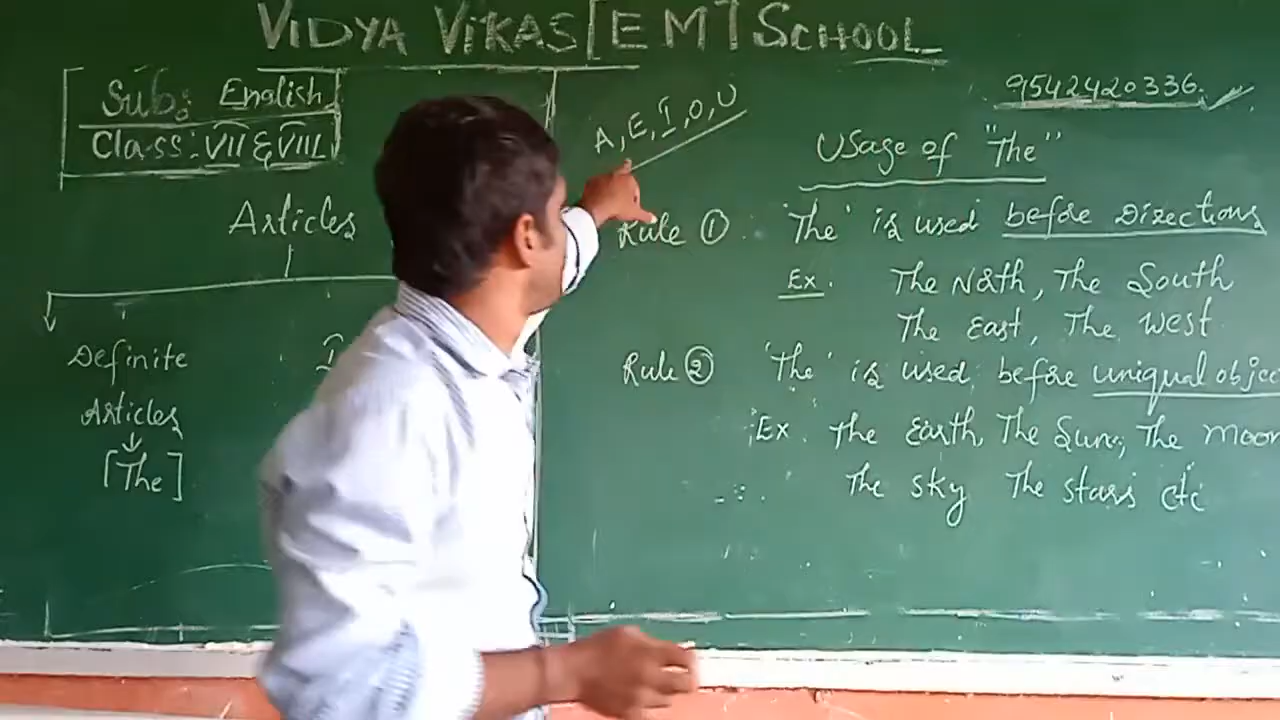 VIDYA VIKAS [EM] SCHOOL
Sub: English
Class: VII & VIII
Articles
Definite
Articles
[The]
A, E, I, O, U
9542420336
Usage of "The"
Rule ① : 'The' is used before Directions
Ex. The North, The South
The East, The West.
Rule ② 'The' is used, before uniqual objec
Ex. The Earth, The Sun, The Moon
The sky The stars etc